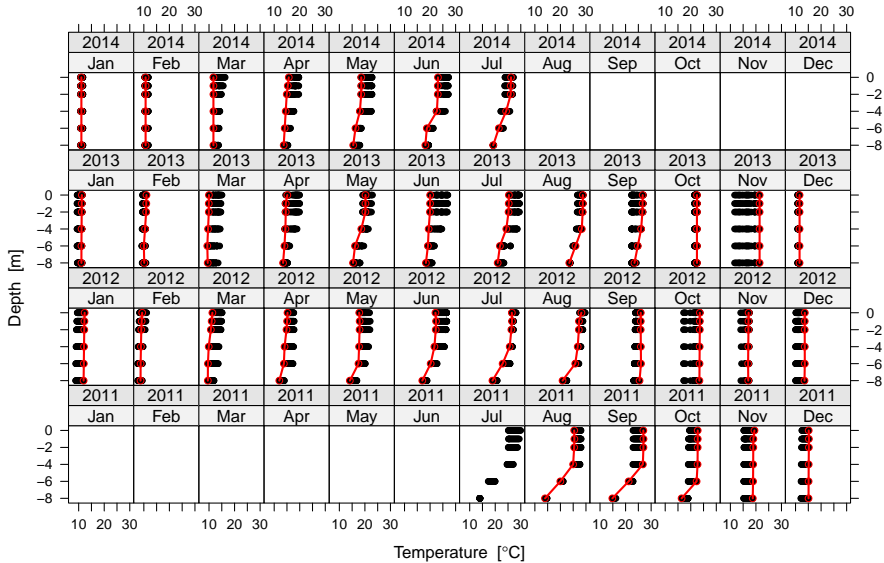 10 20 30 10 20 30 10 20 30 10 20 30 10 20 30 10 20 30
2014 2014 2014 2014 2014 2014 2014 2014 2014 2014 2014 2014
Jan Feb Mar Apr May Jun Jul Aug Sep Oct Nov Dec
0
-2
-4
-6
-8
2013 2013 2013 2013 2013 2013 2013 2013 2013 2013 2013 2013
Jan Feb Mar Apr May Jun Jul Aug Sep Oct Nov Dec
0
-2
-4
-6
-8
2012 2012 2012 2012 2012 2012 2012 2012 2012 2012 2012 2012
Jan Feb Mar Apr May Jun Jul Aug Sep Oct Nov Dec
0
-2
-4
-6
-8
2011 2011 2011 2011 2011 2011 2011 2011 2011 2011 2011 2011
Jan Feb Mar Apr May Jun Jul Aug Sep Oct Nov Dec
0
-2
-4
-6
-8
10 20 30 10 20 30 10 20 30 10 20 30 10 20 30 10 20 30
Temperature [°C]
Depth [m]